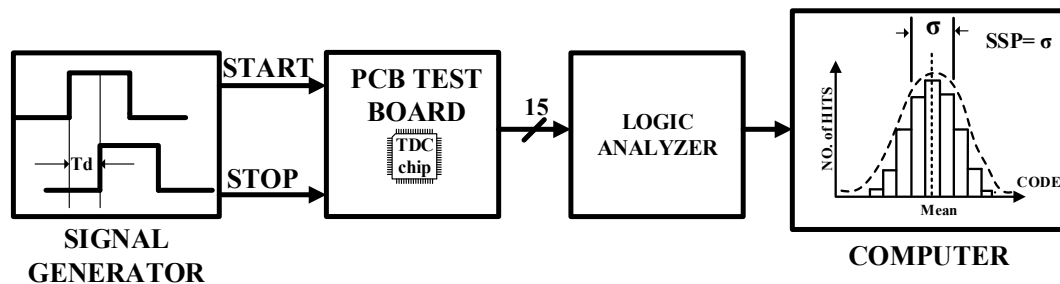 START
Td
STOP
SIGNAL
GENERATOR
PCB TEST
BOARD
TDC
chip
15
LOGIC
ANALYZER
σ
SSP= σ
NO. of HITS
CODE
Mean
COMPUTER